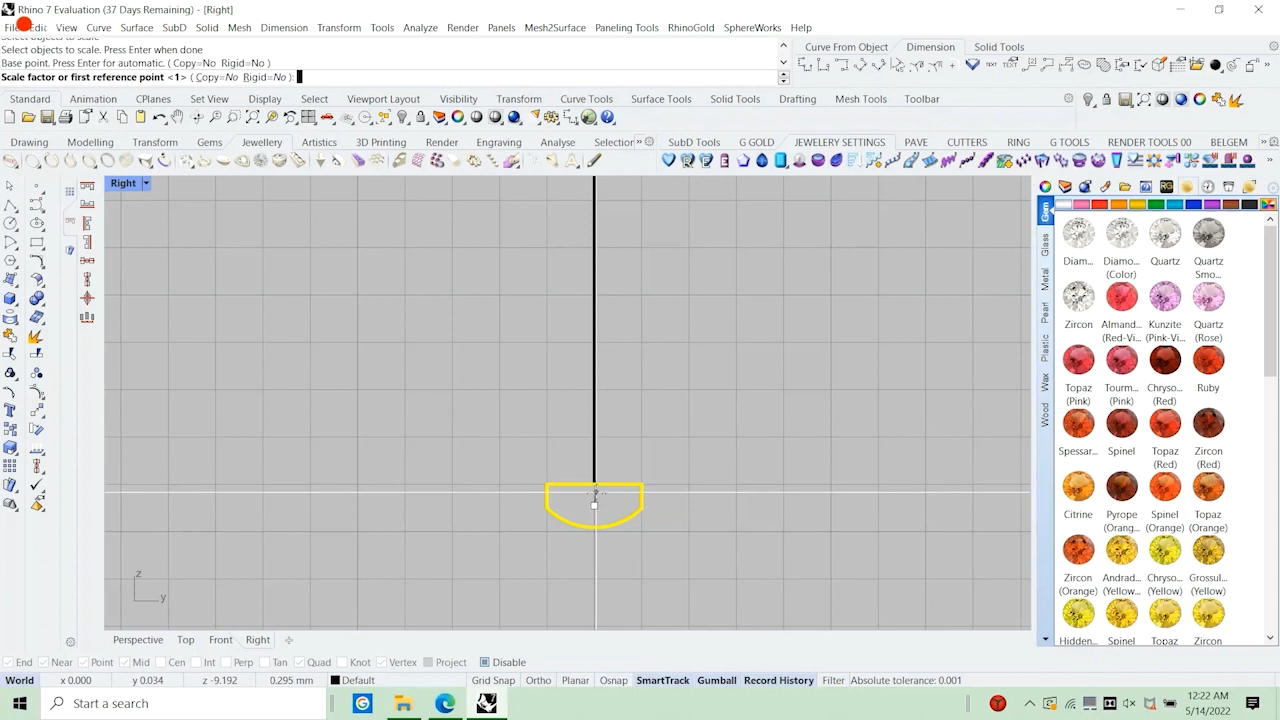 Rhino 7 Evaluation (37 Days Remaining) - [Right]
File Edit View Curve Surface SubD Solid Mesh Dimension Transform Tools Analyze Render Panels Mesh2Surface Paneling Tools RhinoGold SphereWorks Help
Select objects to scale. Press Enter when done
Base point. Press Enter for automatic. ( Copy=No Rigid=No )
Scale factor or first reference point <1> ( Copy=No Rigid=No ):
Curve From Object Dimension Solid Tools
Standard Animation CPlanes Set View Display Select Viewport Layout Visibility Transform Curve Tools Surface Tools Solid Tools Drafting Mesh Tools Toolbar
Drawing Modelling Transform Gems Jewellery Artistics 3D Printing Render Engraving Analyse Selection » SubD Tools G GOLD JEWELERY SETTINGS PAVE CUTTERS RING G TOOLS RENDER TOOLS 00 BELGEM »
Right
Gem
Glass
Metal
Pearl
Plastic
Wax
Wood
Diam... Diamo... (Color) Quartz Quartz Smo...
Zircon Almand... (Red-Vi... Kunzite (Pink-Vi... Quartz (Rose)
Topaz (Pink) Tourm... (Pink) Chryso... (Red) Ruby
Spessar... Spinel Topaz (Red) Zircon (Red)
Citrine Pyrope (Orang... Spinel (Orange) Topaz (Orange)
Zircon (Orange) Andrad... (Yellow... Chryso... (Yellow) Grossul... (Yellow)
Hidden... Spinel Topaz Zircon
z
y
Perspective Top Front Right
End Near Point Mid Cen Int Perp Tan Quad Knot Vertex Project Disable
World x 0.000 y 0.034 z -9.192 0.295 mm Default Grid Snap Ortho Planar Osnap SmartTrack Gumball Record History Filter Absolute tolerance: 0.001
Start a search
12:22 AM
5/14/2022